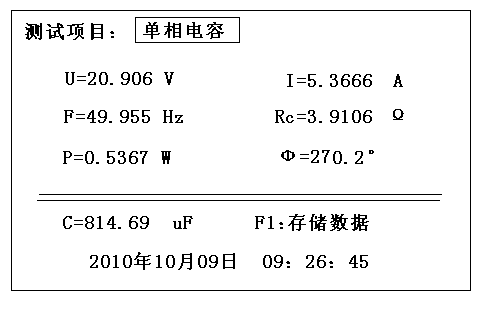 测试项目： 单相电容
U=20.906 V I=5.3666 A
F=49.955 Hz Rc=3.9106 Ω
P=0.5367 W Φ=270.2°
C=814.69 uF F1:存储数据
2010年10月09日 09：26：45